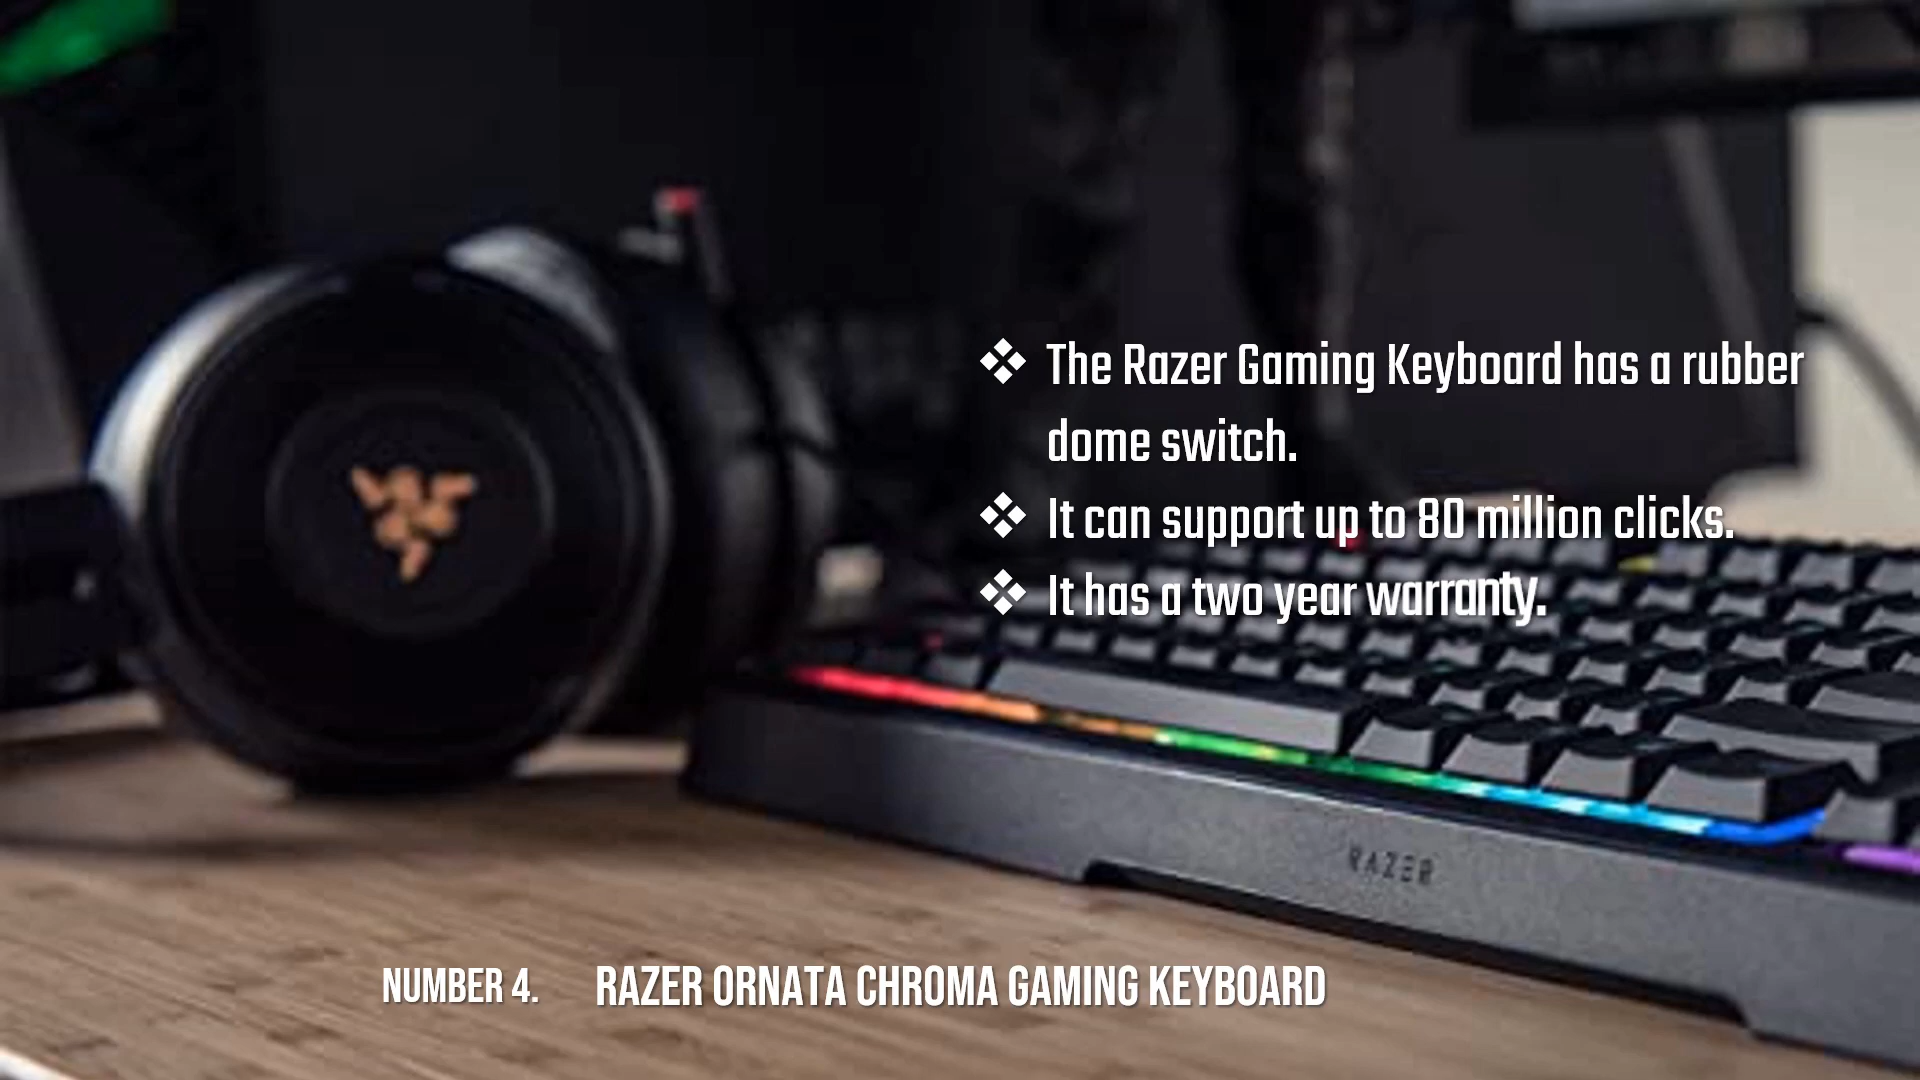 The Razer Gaming Keyboard has a rubber
dome switch.
It can support up to 80 million clicks.
It has a two year warranty.
RAZER
NUMBER 4. RAZER ORNATA CHROMA GAMING KEYBOARD